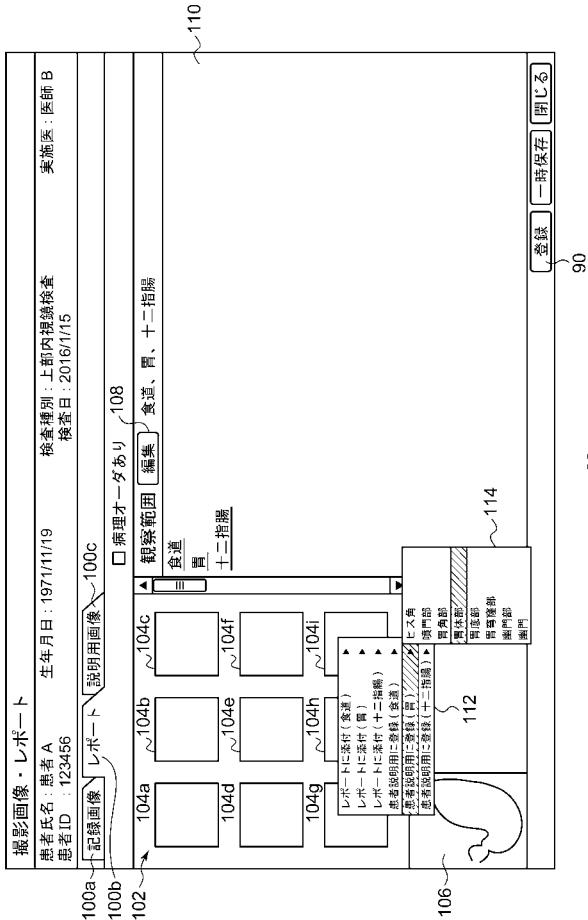 撮影画像・レポート
患者氏名：患者 A　生年月日：1971/11/19　検査種別：上部内視鏡検査　実施医：医師 B
患者ID ：123456　検査日：2016/1/15
100a 記録画像 レポート 説明用画像 100c
100b
□ 病理オーダあり
102 104a 104b 104c
観察範囲 編集 食道、胃、十二指腸
108
110
食道
胃
十二指腸
104d 104e 104f
104g 104h 104i
レポートに添付(食道) ▶
レポートに添付(胃) ▶
レポートに添付(十二指腸) ▶
患者説明用に登録(食道) ▶
患者説明用に登録(胃) ▶
患者説明用に登録(十二指腸) ▶
112
ヒス角
噴門部
胃角部
胃体部
胃底部
胃穹窿部
幽門部
幽門
114
106
登録 一時保存 閉じる
90